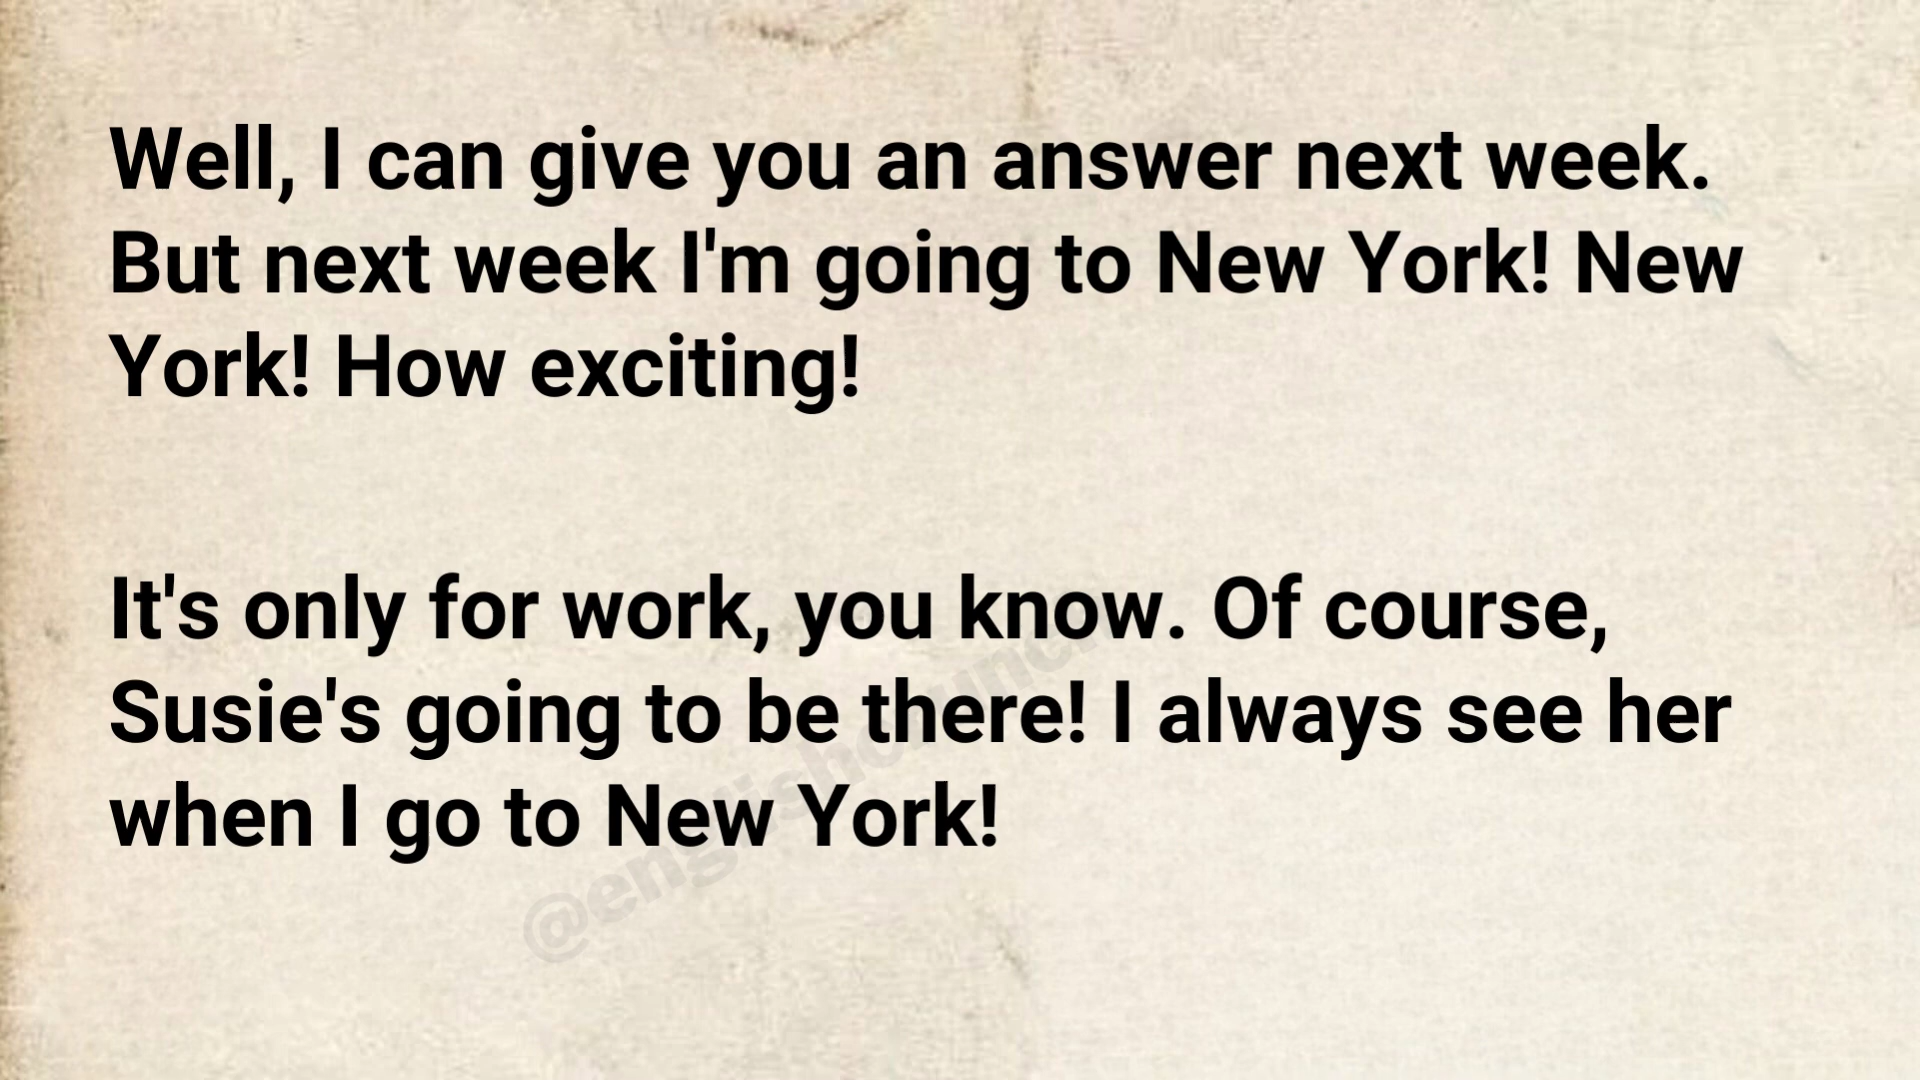 Well, I can give you an answer next week.
But next week I'm going to New York! New
York! How exciting!
It's only for work, you know. Of course,
Susie's going to be there! I always see her
when I go to New York!